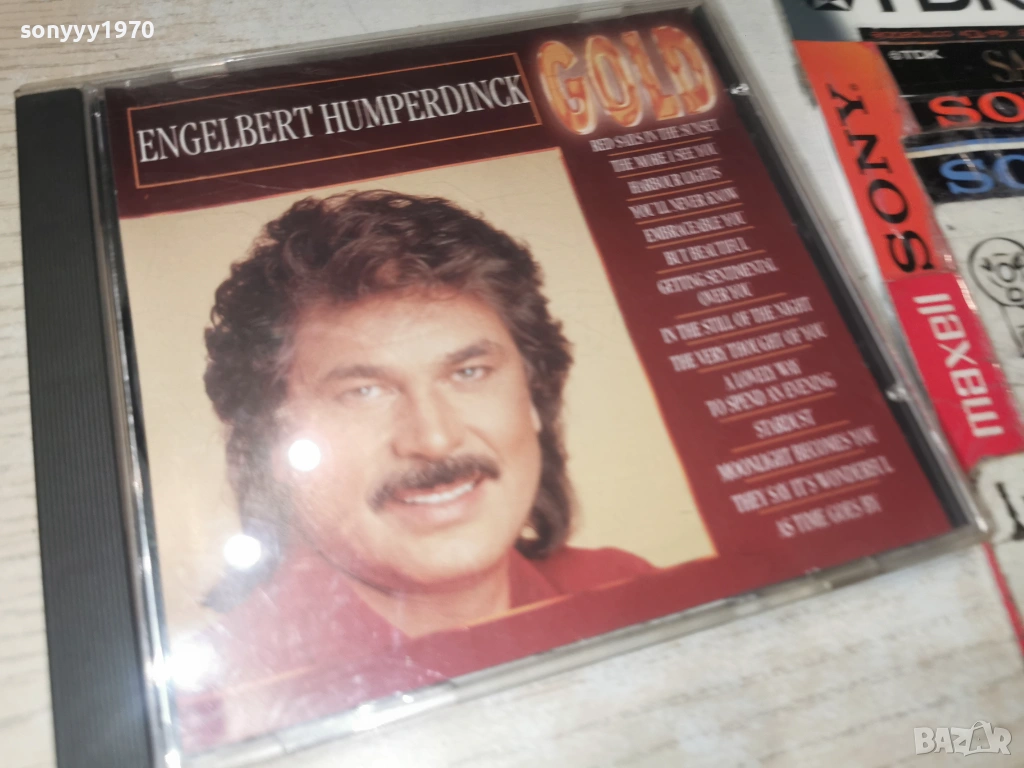 sonyyy1970
ENGELBERT HUMPERDINCK
GOLD
RED SAILS IN THE SUNSET
THE MORE I SEE YOU
HARBOUR LIGHTS
YOU'LL NEVER KNOW
EMBRACEABLE YOU
BUT BEAUTIFUL
GETTING SENTIMENTAL
OVER YOU
IN THE STILL OF THE NIGHT
THE VERY THOUGHT OF YOU
A LOVELY WAY
TO SPEND AN EVENING
STARDUST
MOONLIGHT BECOMES YOU
THEY SAY IT'S WONDERFUL
AS TIME GOES BY
TDK
SONY
maxell
BAZAR